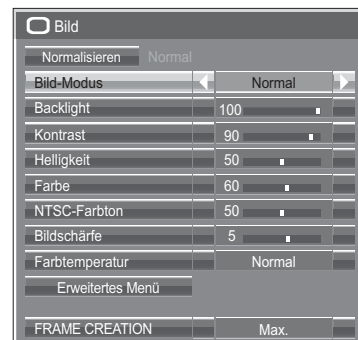 Bild
Normalisieren Normal
Bild-Modus Normal
Backlight 100
Kontrast 90
Helligkeit 50
Farbe 60
NTSC-Farbton 50
Bildschärfe 5
Farbtemperatur Normal
Erweitertes Menü
FRAME CREATION Max.